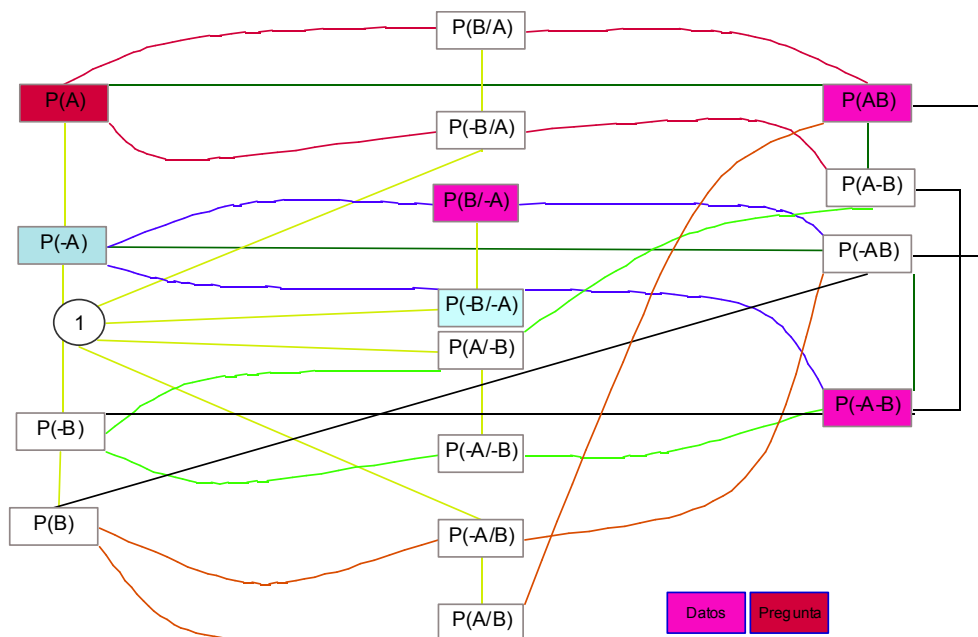 P(B/A)
P(A)
P(AB)
P(-B/A)
P(A-B)
P(B/-A)
P(-A)
P(-AB)
P(-B/-A)
1
P(A/-B)
P(-A-B)
P(-B)
P(-A/-B)
P(B)
P(-A/B)
P(A/B)
Datos
Pregunta